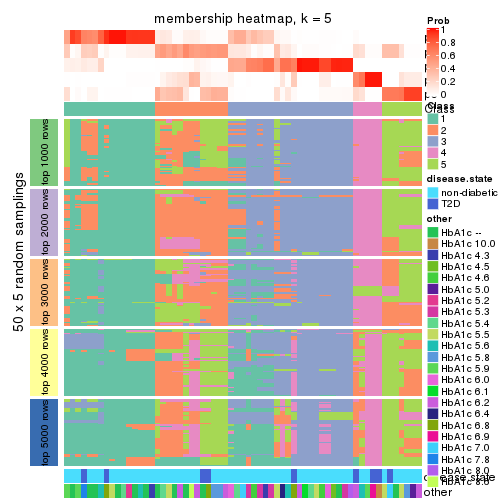 membership heatmap, k = 5
50 x 5 random samplings
top 1000 rows
top 2000 rows
top 3000 rows
top 4000 rows
top 5000 rows
Prob
1
0.8
0.6
0.4
0.2
0
Class
Class
1
2
3
4
5
disease.state
non-diabetic
T2D
other
HbA1c --
HbA1c 10.0
HbA1c 4.3
HbA1c 4.5
HbA1c 4.6
HbA1c 5.0
HbA1c 5.2
HbA1c 5.3
HbA1c 5.4
HbA1c 5.5
HbA1c 5.6
HbA1c 5.8
HbA1c 5.9
HbA1c 6.0
HbA1c 6.1
HbA1c 6.2
HbA1c 6.4
HbA1c 6.8
HbA1c 6.9
HbA1c 7.0
HbA1c 7.8
HbA1c 8.0
other